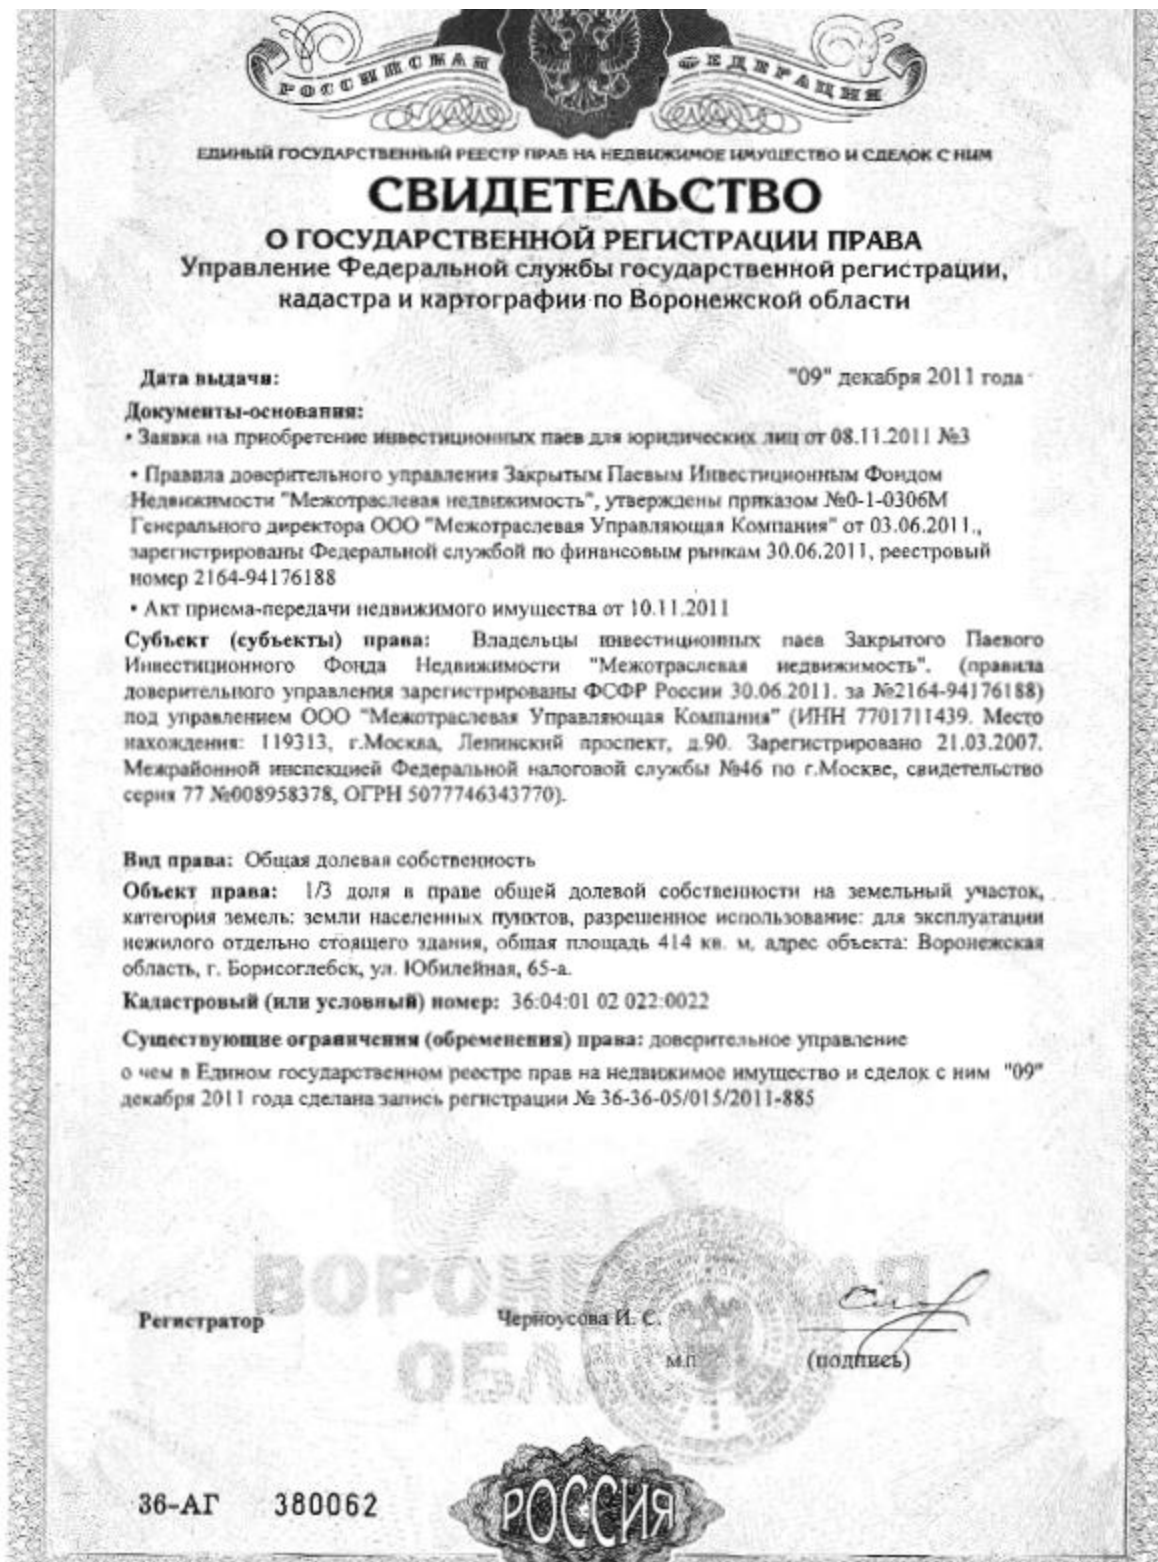 РОССИЙСКАЯ ФЕДЕРАЦИЯ
ЕДИНЫЙ ГОСУДАРСТВЕННЫЙ РЕЕСТР ПРАВ НА НЕДВИЖИМОЕ ИМУЩЕСТВО И СДЕЛОК С НИМ
СВИДЕТЕЛЬСТВО
О ГОСУДАРСТВЕННОЙ РЕГИСТРАЦИИ ПРАВА
Управление Федеральной службы государственной регистрации,
кадастра и картографии по Воронежской области
Дата выдачи: "09" декабря 2011 года
Документы-основания:
• Заявка на приобретение инвестиционных паев для юридических лиц от 08.11.2011 №3
• Правила доверительного управления Закрытым Паевым Инвестиционным Фондом
Недвижимости "Межотраслевая недвижимость", утверждены приказом №0-1-0306М
Генерального директора ООО "Межотраслевая Управляющая Компания" от 03.06.2011.,
зарегистрированы Федеральной службой по финансовым рынкам 30.06.2011, реестровый
номер 2164-94176188
• Акт приема-передачи недвижимого имущества от 10.11.2011
Субъект (субъекты) права: Владельцы инвестиционных паев Закрытого Паевого
Инвестиционного Фонда Недвижимости "Межотраслевая недвижимость". (правила
доверительного управления зарегистрированы ФСФР России 30.06.2011. за №2164-94176188)
под управлением ООО "Межотраслевая Управляющая Компания" (ИНН 7701711439. Место
нахождения: 119313, г.Москва, Ленинский проспект, д.90. Зарегистрировано 21.03.2007.
Межрайонной инспекцией Федеральной налоговой службы №46 по г.Москве, свидетельство
серия 77 №008958378, ОГРН 5077746343770).
Вид права: Общая долевая собственность
Объект права: 1/3 доля в праве общей долевой собственности на земельный участок,
категория земель: земли населенных пунктов, разрешенное использование: для эксплуатации
нежилого отдельно стоящего здания, общая площадь 414 кв. м, адрес объекта: Воронежская
область, г. Борисоглебск, ул. Юбилейная, 65-а.
Кадастровый (или условный) номер: 36:04:01 02 022:0022
Существующие ограничения (обременения) права: доверительное управление
о чем в Едином государственном реестре прав на недвижимое имущество и сделок с ним "09"
декабря 2011 года сделана запись регистрации № 36-36-05/015/2011-885
Регистратор Черноусова И. С.
м.п. (подпись)
36-АГ 380062
РОССИЯ